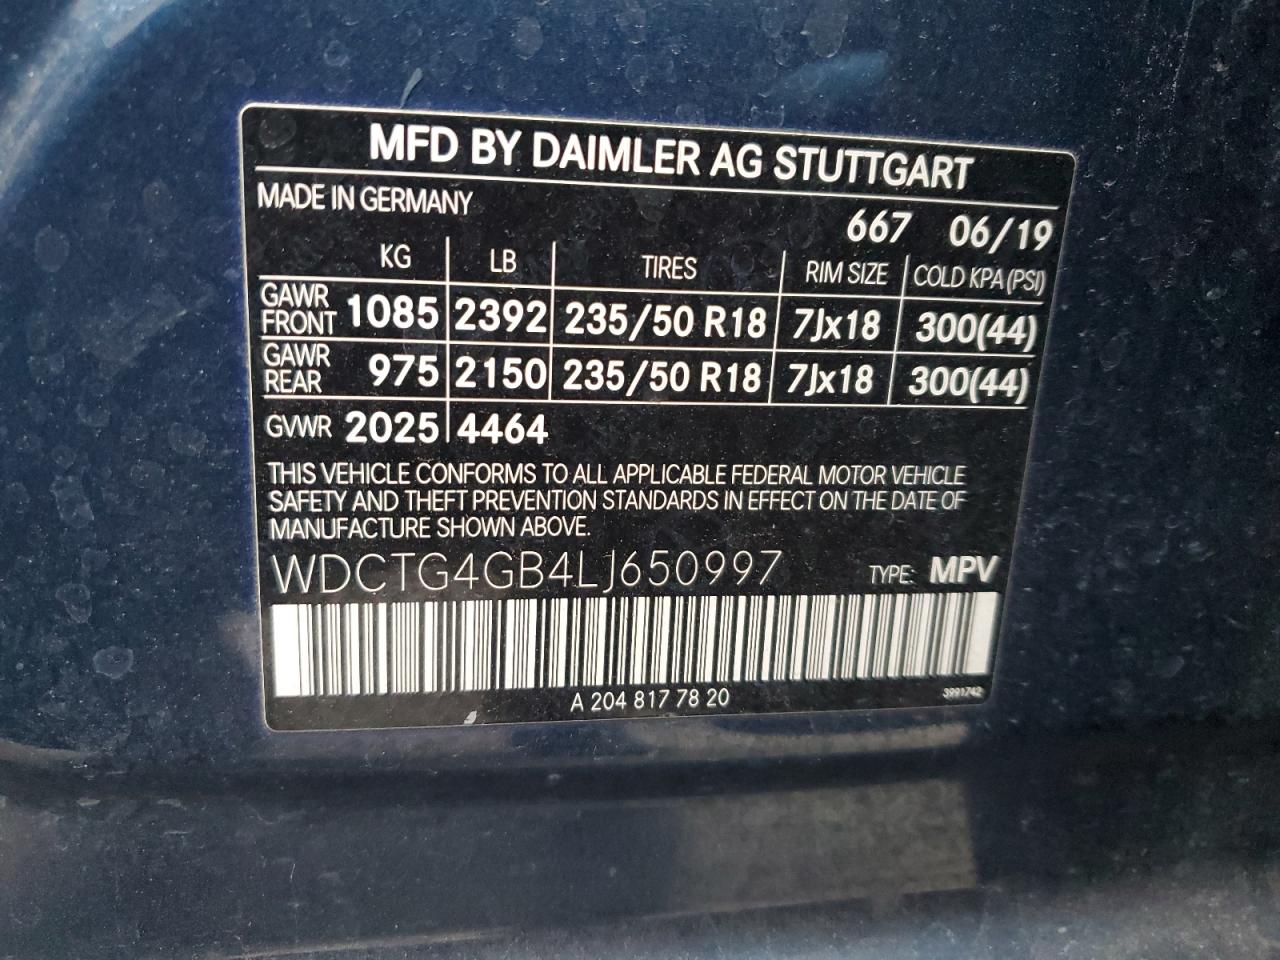 MFD BY DAIMLER AG STUTTGART
MADE IN GERMANY
667 06/19
KG LB TIRES RIM SIZE COLD KPA (PSI)
GAWR FRONT 1085 2392 235/50 R18 7Jx18 300(44)
GAWR REAR 975 2150 235/50 R18 7Jx18 300(44)
GVWR 2025 4464
THIS VEHICLE CONFORMS TO ALL APPLICABLE FEDERAL MOTOR VEHICLE
SAFETY AND THEFT PREVENTION STANDARDS IN EFFECT ON THE DATE OF
MANUFACTURE SHOWN ABOVE.
WDCTG4GB4LJ650997 TYPE: MPV
A 204 817 78 20
3991742